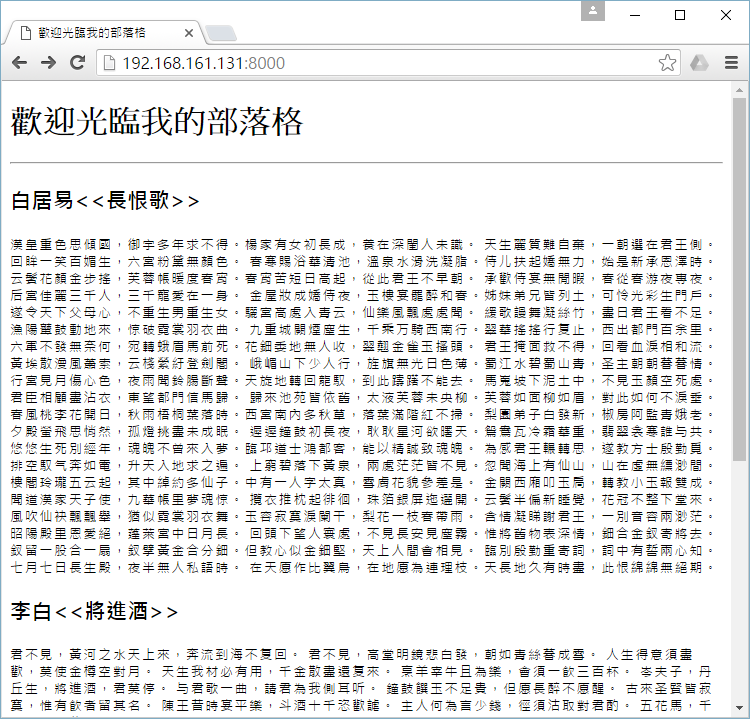 歡迎光臨我的部落格
192.168.161.131:8000
歡迎光臨我的部落格
白居易<<長恨歌>>
漢皇重色思傾國，御宇多年求不得。楊家有女初長成，養在深閨人未識。 天生麗質難自棄，一朝選在君王側。
回眸一笑百媚生，六宮粉黛無顏色。 春寒賜浴華清池，溫泉水滑洗凝脂。 侍儿扶起嬌無力，始是新承恩澤時。
云鬢花顏金步搖，芙蓉帳暖度春宵。春宵苦短日高起，從此君王不早朝。 承歡侍宴無閒暇，春從春游夜專夜。
后宮佳麗三千人，三千寵愛在一身。 金屋妝成嬌侍夜，玉樓宴罷醉和春。姊妹弟兄皆列土，可怜光彩生門戶。
遂令天下父母心，不重生男重生女。驪宮高處入青云，仙樂風飄處處聞。 緩歌謾舞凝絲竹，盡日君王看不足。
漁陽鼙鼓動地來，惊破霓裳羽衣曲。 九重城闕煙塵生，千乘万騎西南行。 翠華搖搖行复止，西出都門百余里。
六軍不發無奈何，宛轉蛾眉馬前死。花鈿委地無人收，翠翹金雀玉搔頭。 君王掩面救不得，回看血淚相和流。
黃埃散漫風蕭索，云棧縈紆登劍閣。 峨嵋山下少人行，旌旗無光日色薄。 蜀江水碧蜀山青，圣主朝朝暮暮情。
行宮見月傷心色，夜雨聞鈴腸斷聲。天旋地轉回龍馭，到此躊躇不能去。 馬嵬坡下泥土中，不見玉顏空死處。
君臣相顧盡沾衣，東望都門信馬歸。 歸來池苑皆依舊，太液芙蓉未央柳。 芙蓉如面柳如眉，對此如何不淚垂。
春風桃李花開日，秋雨梧桐葉落時。西宮南內多秋草，落葉滿階紅不掃。 梨園弟子白發新，椒房阿監青娥老。
夕殿螢飛思悄然，孤燈挑盡未成眠。 遲遲鐘鼓初長夜，耿耿星河欲曙天。 鴛鴦瓦冷霜華重，翡翠衾寒誰与共。
悠悠生死別經年，魂魄不曾來入夢。臨邛道士鴻都客，能以精誠致魂魄。 為感君王輾轉思，遂教方士殷勤覓。
排空馭气奔如電，升天入地求之遍。 上窮碧落下黃泉，兩處茫茫皆不見。 忽聞海上有仙山，山在虛無縹渺間。
樓閣玲瓏五云起，其中綽約多仙子。中有一人字太真，雪膚花貌參差是。 金闕西廂叩玉扃，轉教小玉報雙成。
聞道漢家天子使，九華帳里夢魂惊。 攬衣推枕起徘徊，珠箔銀屏迤邐開。 云鬢半偏新睡覺，花冠不整下堂來。
風吹仙袂飄飄舉，猶似霓裳羽衣舞。玉容寂寞淚闌干，梨花一枝春帶雨。 含情凝睇謝君王，一別音容兩渺茫。
昭陽殿里恩愛絕，蓬萊宮中日月長。 回頭下望人寰處，不見長安見塵霧。 惟將舊物表深情，鈿合金釵寄將去。
釵留一股合一扇，釵擘黃金合分鈿。但教心似金鈿堅，天上人間會相見。 臨別殷勤重寄詞，詞中有誓兩心知。
七月七日長生殿，夜半無人私語時。 在天愿作比翼鳥，在地愿為連理枝。天長地久有時盡，此恨綿綿無絕期。
李白<<將進酒>>
君不見，黃河之水天上來，奔流到海不复回。 君不見，高堂明鏡悲白發，朝如青絲暮成雪。 人生得意須盡
歡，莫使金樽空對月。 天生我材必有用，千金散盡還复來。 烹羊宰牛且為樂，會須一飲三百杯。 岑夫子，丹
丘生，將進酒，君莫停。 与君歌一曲，請君為我側耳听。 鐘鼓饌玉不足貴，但愿長醉不愿醒。 古來圣賢皆寂
寞，惟有飲者留其名。 陳王昔時宴平樂，斗酒十千恣歡謔。 主人何為言少錢，徑須沽取對君酌。 五花馬，千